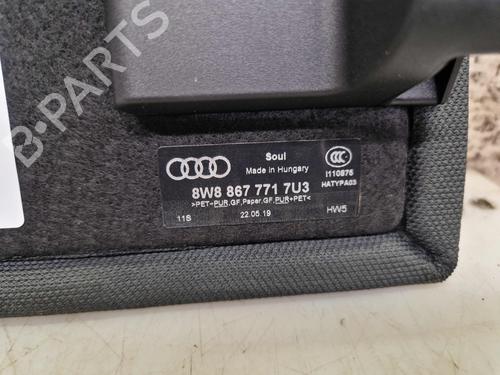 B-PARTS
Soul
Made in Hungary
8W8 867 771 7U3
>PET-PUR,GF,Paper,GF,PUR+PET<
11S 22.05.19 HW5
CCC
I110876
HATYPA03